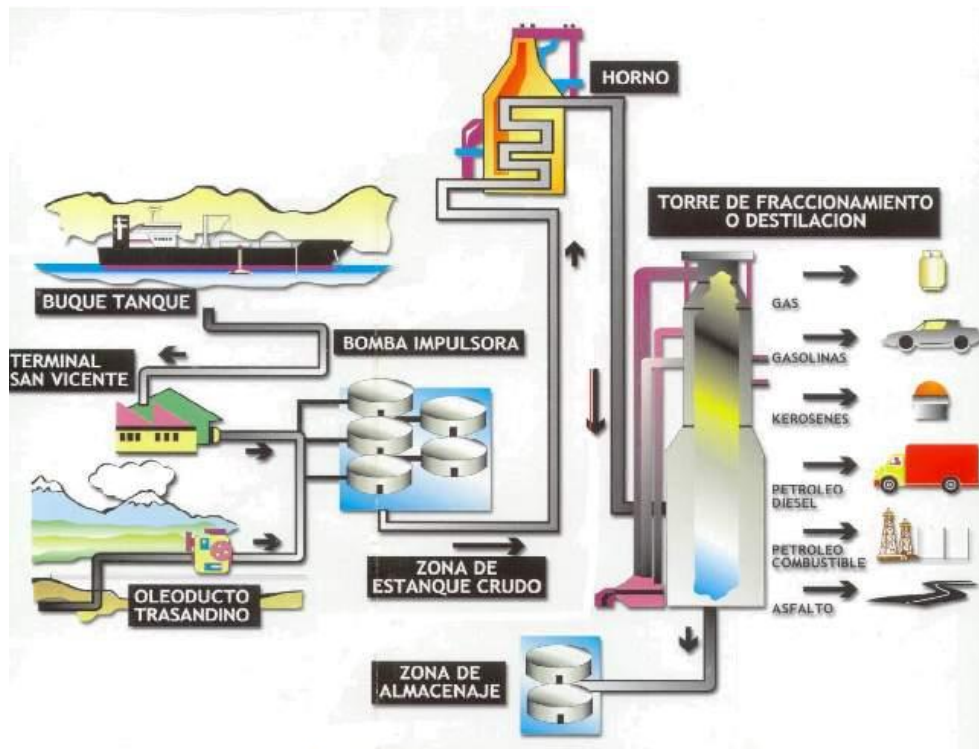 HORNO
TORRE DE FRACCIONAMIENTO
O DESTILACION
BUQUE TANQUE
GAS
BOMBA IMPULSORA
TERMINAL
SAN VICENTE
GASOLINAS
KEROSENES
PETROLEO
DIESEL
PETROLEO
COMBUSTIBLE
ZONA DE
ESTANQUE CRUDO
OLEODUCTO
TRASANDINO
ASFALTO
ZONA DE
ALMACENAJE